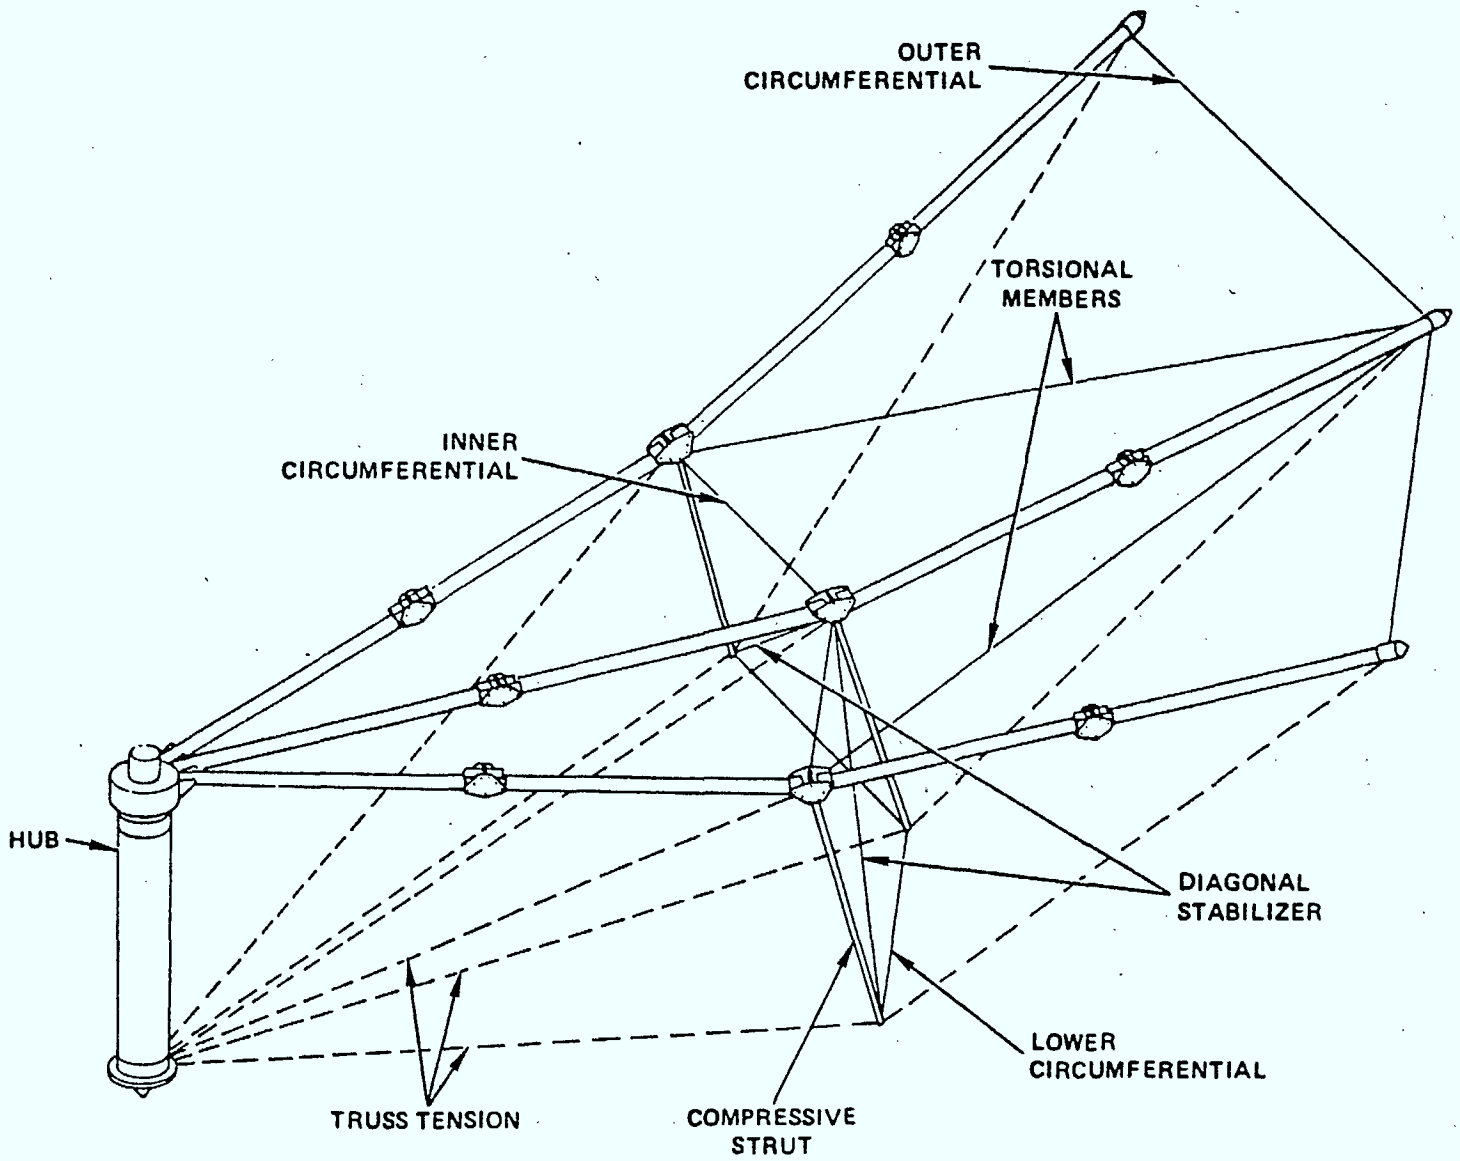 OUTER
CIRCUMFERENTIAL
TORSIONAL
MEMBERS
INNER
CIRCUMFERENTIAL
HUB
DIAGONAL
STABILIZER
LOWER
CIRCUMFERENTIAL
TRUSS TENSION
COMPRESSIVE
STRUT